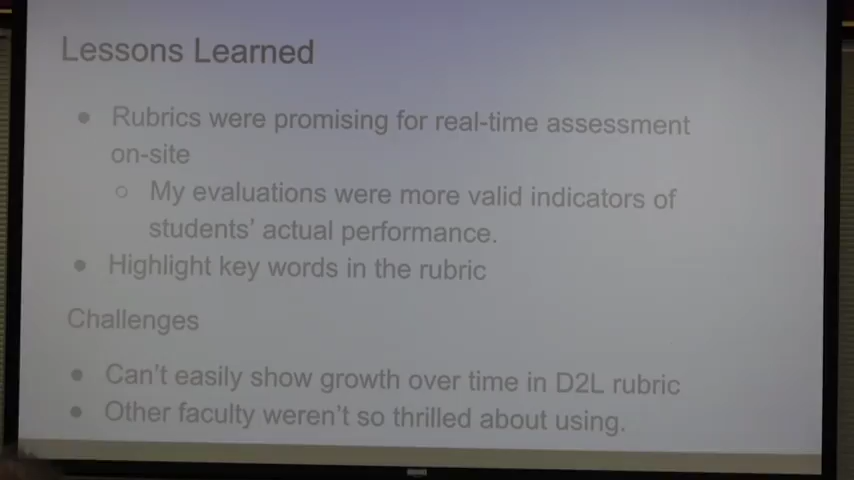 Lessons Learned
● Rubrics were promising for real-time assessment
on-site
○ My evaluations were more valid indicators of
students' actual performance.
● Highlight key words in the rubric
Challenges
● Can't easily show growth over time in D2L rubric
● Other faculty weren't so thrilled about using.